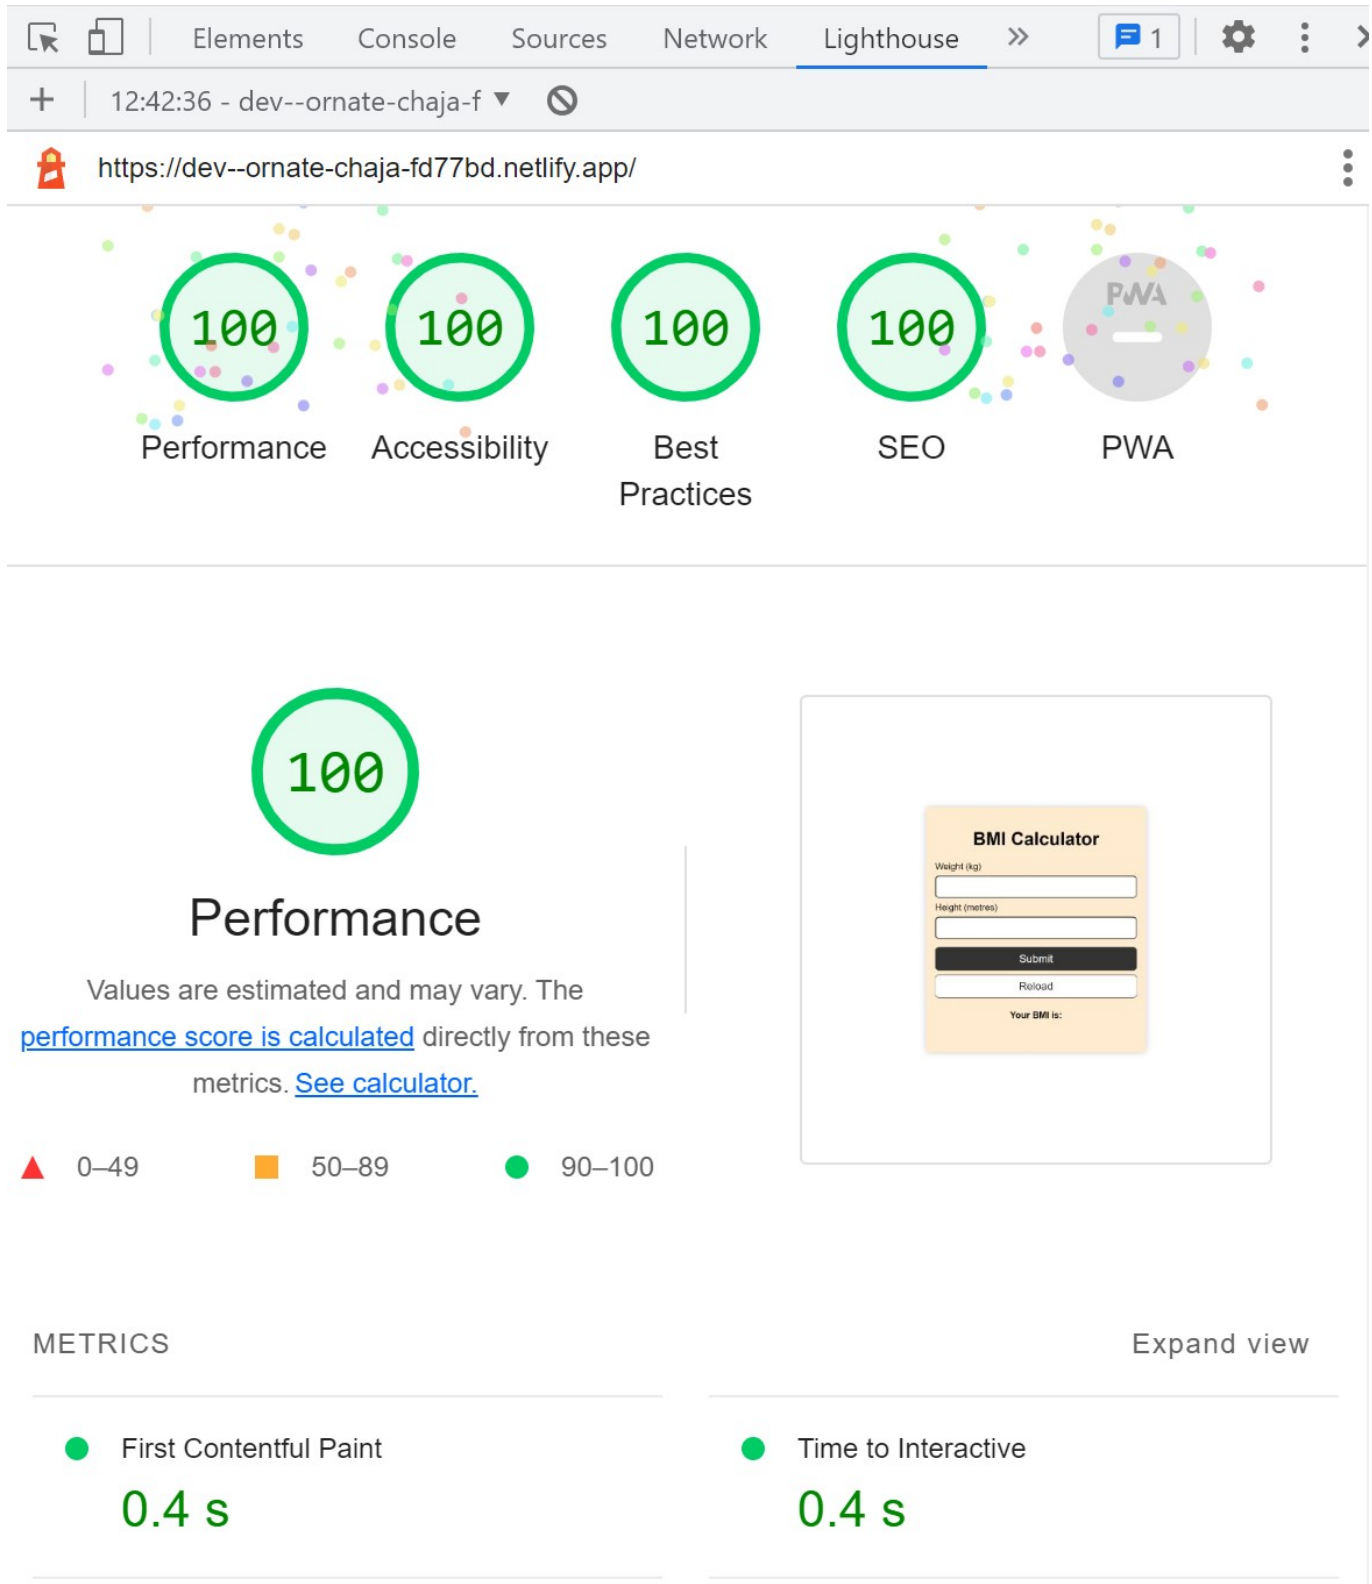 Elements Console Sources Network Lighthouse 1
12:42:36 - dev--ornate-chaja-f
https://dev--ornate-chaja-fd77bd.netlify.app/
100 100 100 100 PWA
Performance Accessibility Best Practices SEO PWA
100
Performance
Values are estimated and may vary. The
performance score is calculated directly from these
metrics. See calculator.
0–49 50–89 90–100
BMI Calculator
Weight (kg)
Height (metres)
Submit
Reload
Your BMI is:
METRICS Expand view
First Contentful Paint Time to Interactive
0.4 s 0.4 s